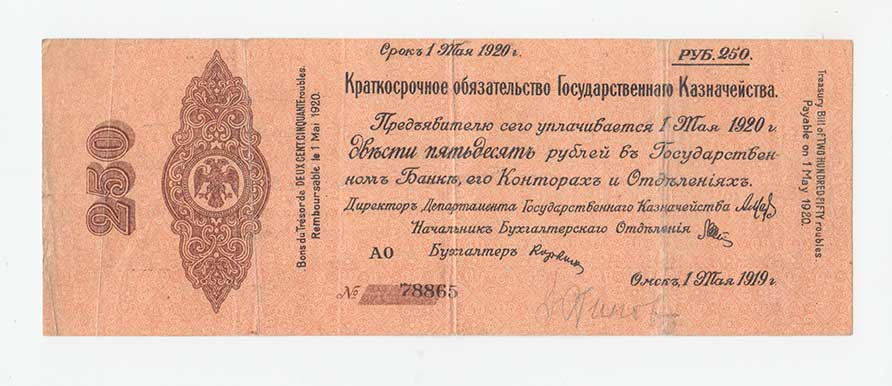 250
Bons du Trésor de DEUX CENT CINQUANTE roubles.
Remboursable le 1 Mai 1920.
Срокъ 1 Мая 1920 г.
РУБ. 250.
Краткосрочное обязательство Государственнаго Казначейства.
Предъявителю сего уплачивается 1 Мая 1920 г.
двѣсти пятьдесятъ рублей въ Государствен-
номъ Банкѣ, его Конторахъ и Отдѣленіяхъ.
Директоръ Департамента Государственнаго Казначейства
Начальникъ Бухгалтерскаго Отдѣленія
АО Бухгалтеръ
Омскъ, 1 Мая 1919 г.
№ 78865
Treasury Bill of TWO HUNDRED FIFTY roubles.
Payable on 1 May 1920.